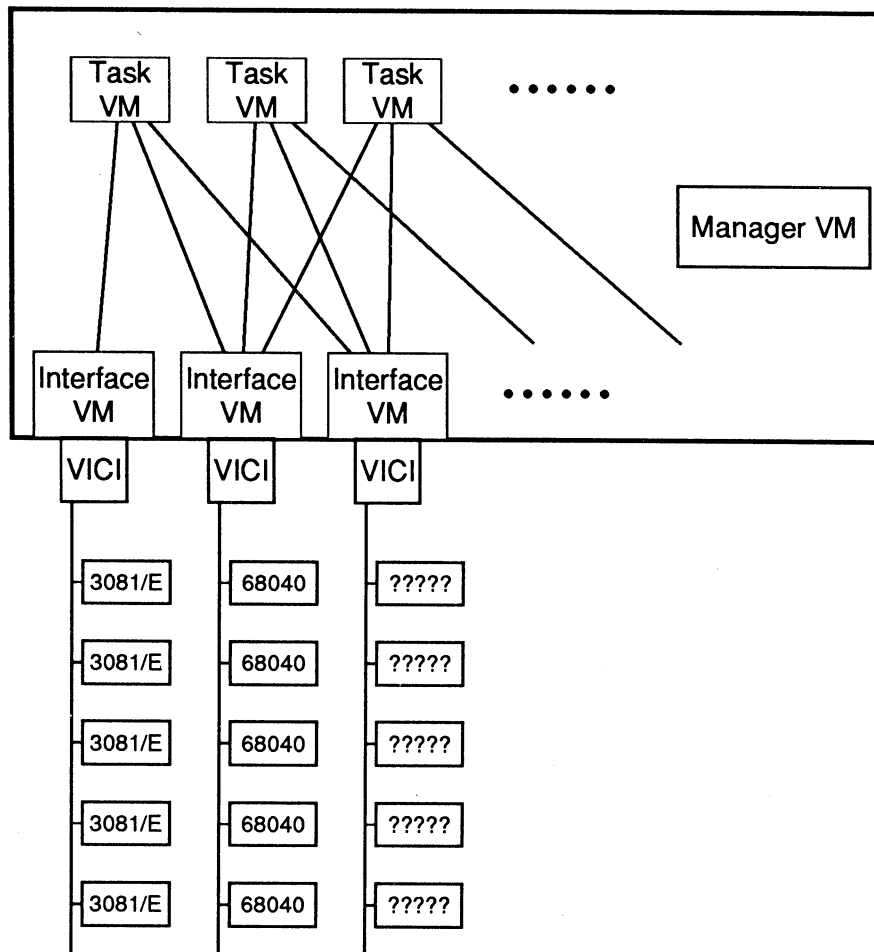 Task Task Task
VM VM VM
Manager VM
Interface Interface Interface
VM VM VM
VICI VICI VICI
3081/E 68040 ?????
3081/E 68040 ?????
3081/E 68040 ?????
3081/E 68040 ?????
3081/E 68040 ?????